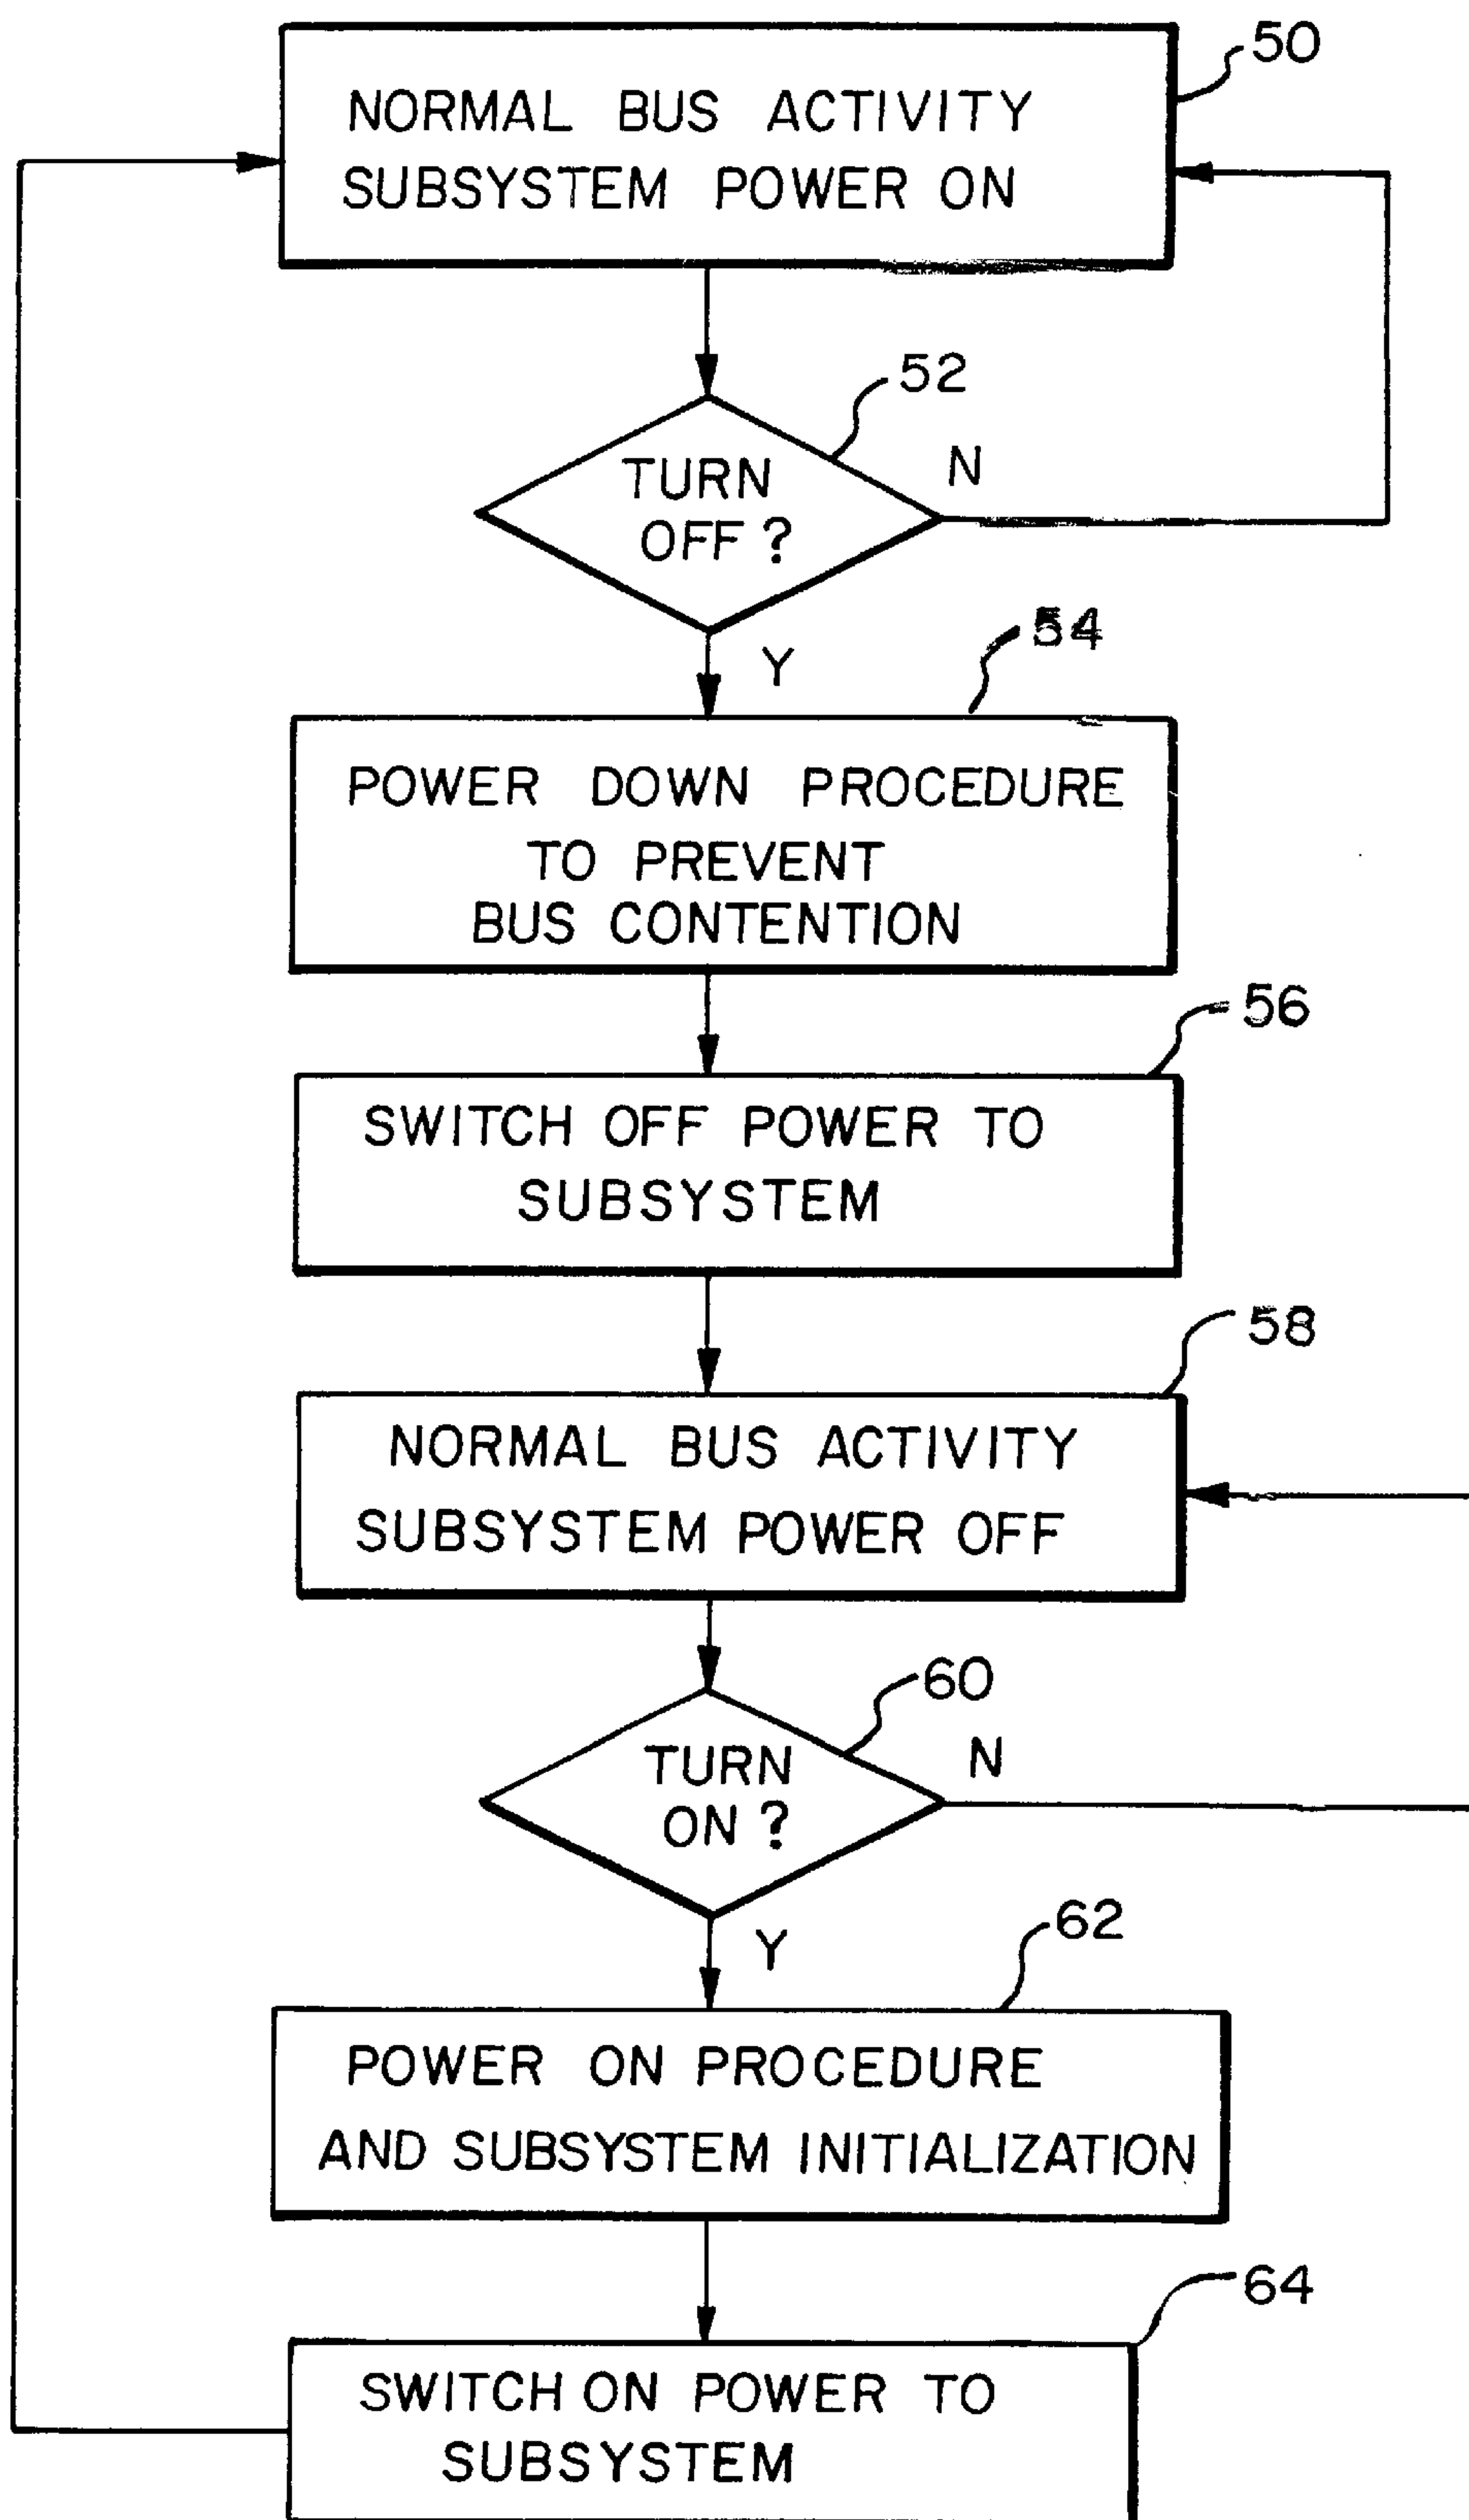 50
NORMAL BUS ACTIVITY
SUBSYSTEM POWER ON
52
TURN
OFF ?
N
Y
54
POWER DOWN PROCEDURE
TO PREVENT
BUS CONTENTION
56
SWITCH OFF POWER TO
SUBSYSTEM
58
NORMAL BUS ACTIVITY
SUBSYSTEM POWER OFF
60
TURN
ON ?
N
Y
62
POWER ON PROCEDURE
AND SUBSYSTEM INITIALIZATION
64
SWITCH ON POWER TO
SUBSYSTEM